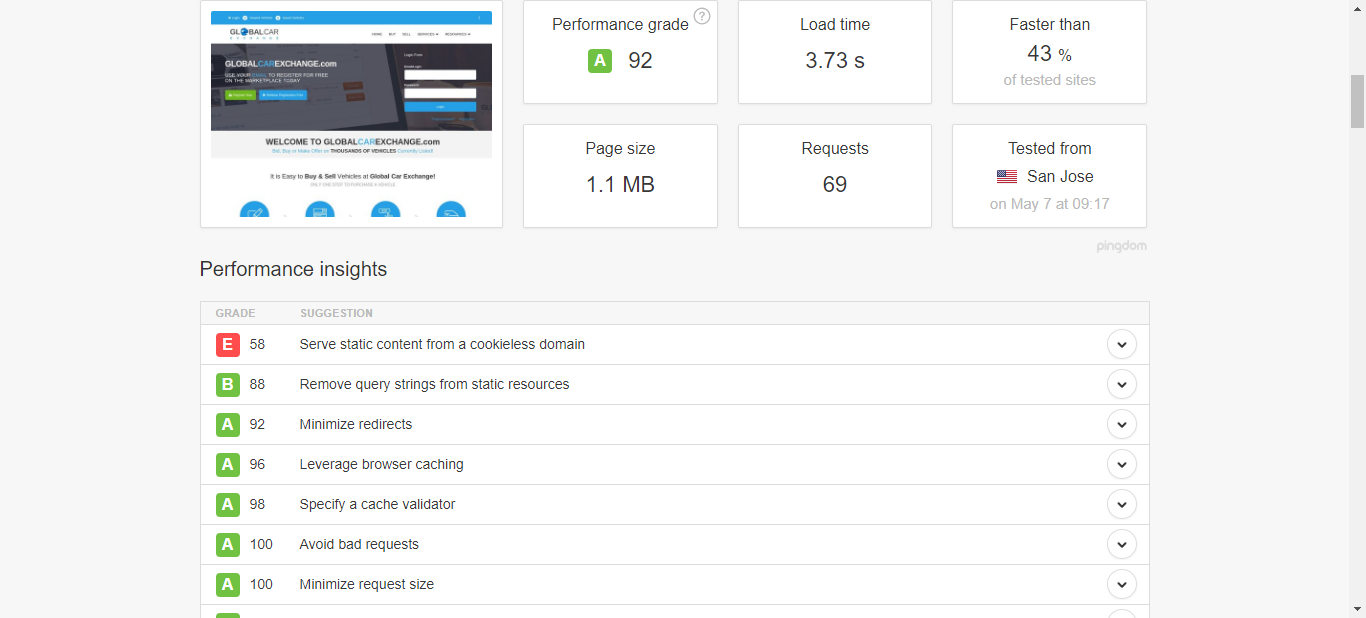 GLOBALCAR
EXCHANGE
HOME BUY SELL SERVICES RESOURCES
GLOBALCAREXCHANGE.com
USE YOUR EMAIL TO REGISTER FOR FREE
ON THE MARKETPLACE TODAY
Login Form
Login
WELCOME TO GLOBALCAREXCHANGE.com
Bid, Buy or Make Offer on THOUSANDS OF VEHICLES Currently Listed!
It is Easy to Buy & Sell Vehicles at Global Car Exchange!
ONLY ONE STEP TO PURCHASE A VEHICLE
Performance grade ?
A 92
Load time
3.73 s
Faster than
43 %
of tested sites
Page size
1.1 MB
Requests
69
Tested from
San Jose
on May 7 at 09:17
pingdom
Performance insights
GRADE SUGGESTION
E 58 Serve static content from a cookieless domain
B 88 Remove query strings from static resources
A 92 Minimize redirects
A 96 Leverage browser caching
A 98 Specify a cache validator
A 100 Avoid bad requests
A 100 Minimize request size